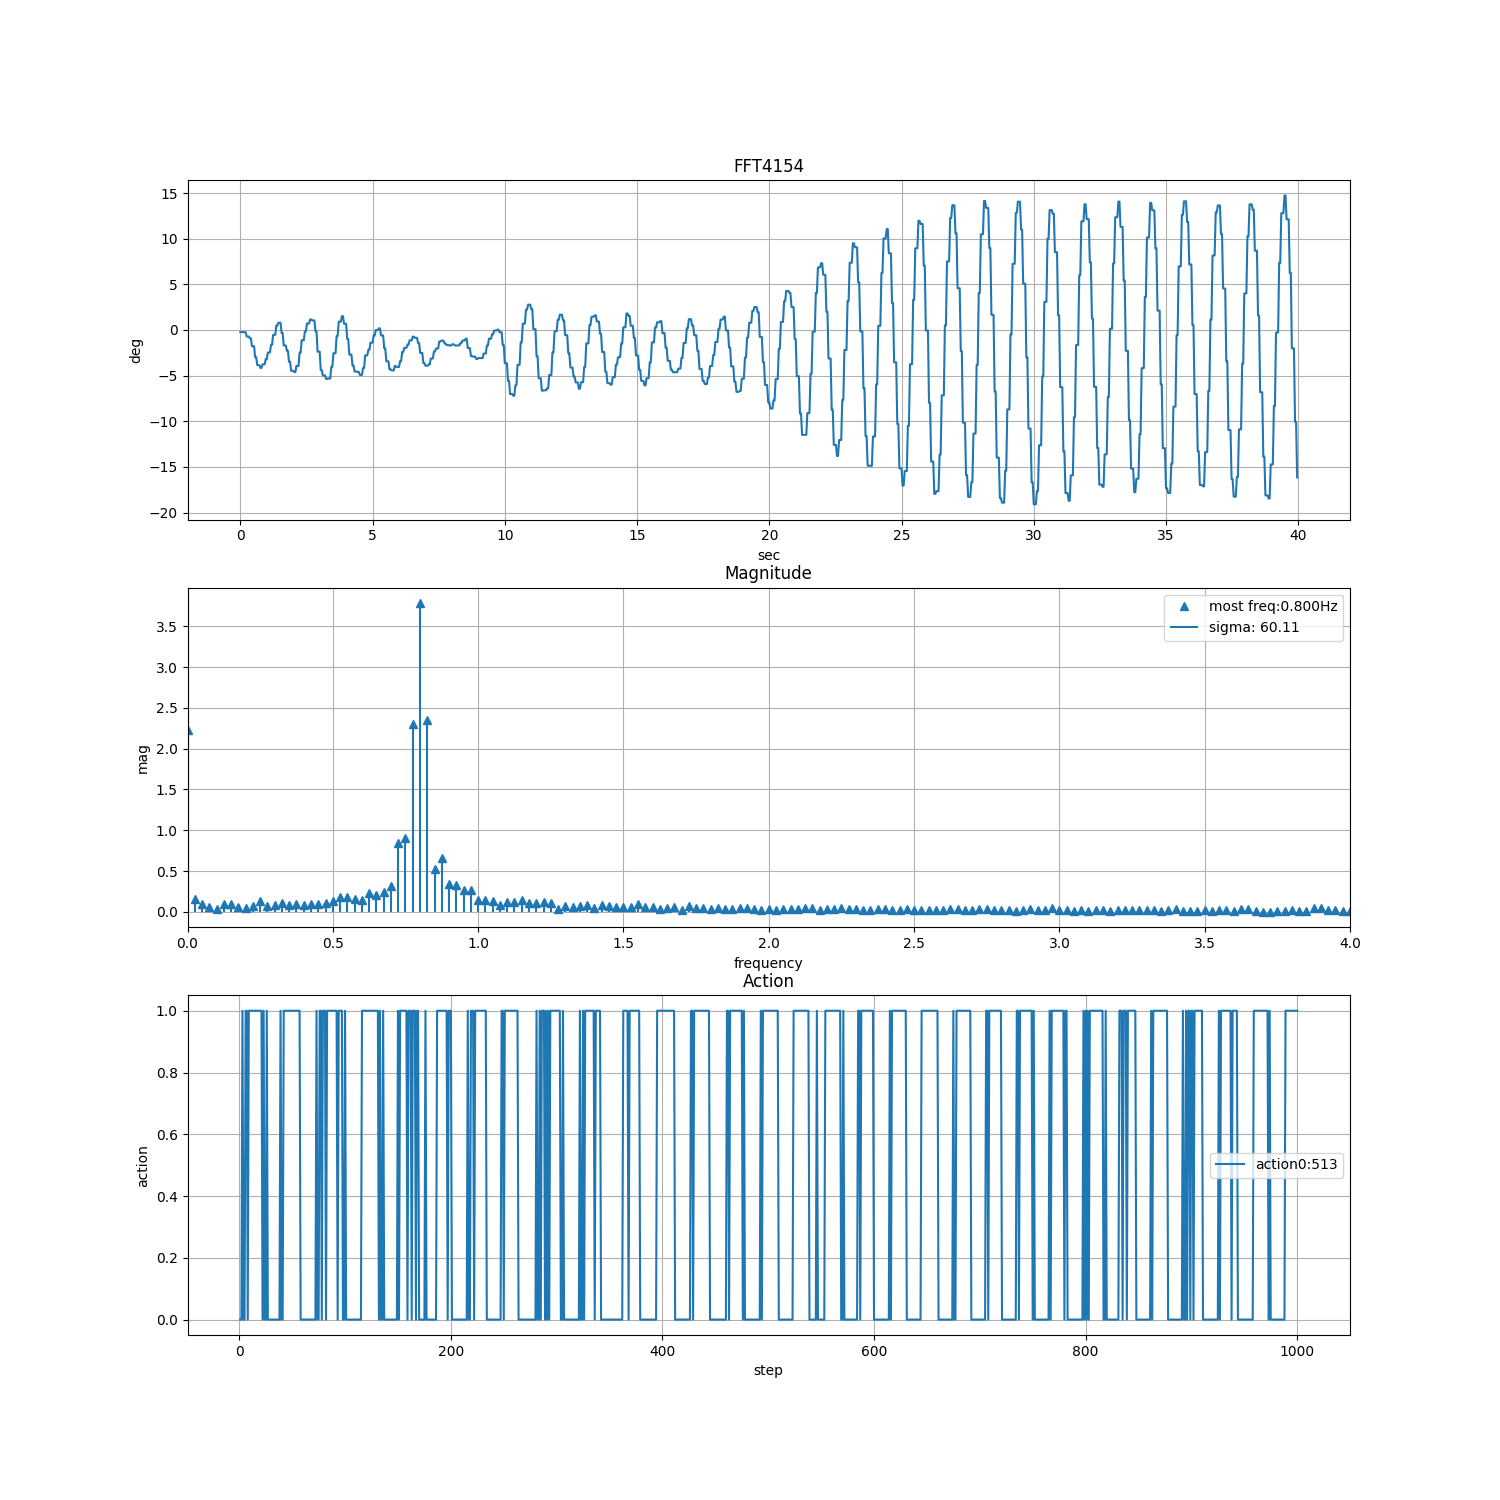 FFT4154
15
10
5
0
−5
−10
−15
−20
deg
0 5 10 15 20 25 30 35 40
sec
Magnitude
most freq:0.800Hz
sigma: 60.11
3.5
3.0
2.5
2.0
1.5
1.0
0.5
0.0
mag
0.0 0.5 1.0 1.5 2.0 2.5 3.0 3.5 4.0
frequency
Action
1.0
0.8
0.6
0.4
0.2
0.0
action
action0:513
0 200 400 600 800 1000
step